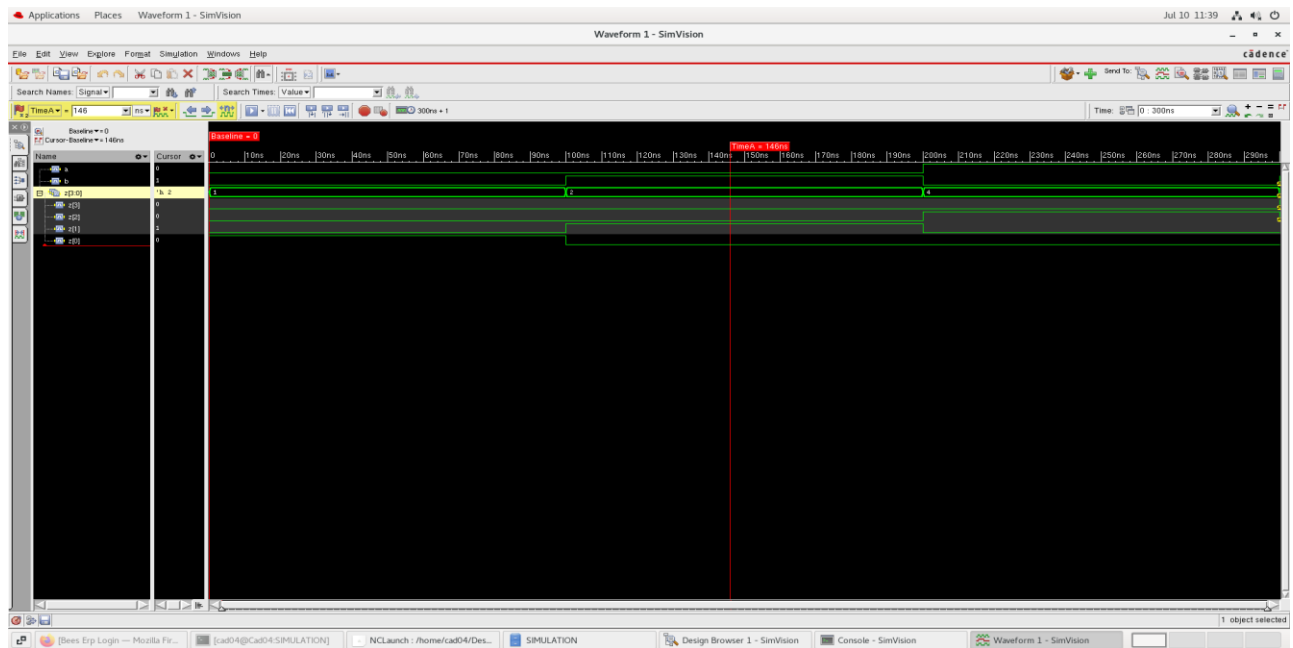 Applications Places Waveform 1 - SimVision Jul 10 11:39
Waveform 1 - SimVision
File Edit View Explore Format Simulation Windows Help cādence
Send To:
Search Names: Signal Search Times: Value
TimeA = 146 ns 300ns + 1 Time: 0 : 300ns
Baseline = 0
Cursor-Baseline = 146ns
Baseline = 0
TimeA = 146ns
Name Cursor 0 10ns 20ns 30ns 40ns 50ns 60ns 70ns 80ns 90ns 100ns 110ns 120ns 130ns 140ns 150ns 160ns 170ns 180ns 190ns 200ns 210ns 220ns 230ns 240ns 250ns 260ns 270ns 280ns 290ns
a 0
b 1
z[3:0] 'h 2 1 2 4
z[3] 0
z[2] 0
z[1] 1
z[0] 0
1 object selected
[Bees Erp Login — Mozilla Fir... [cad04@Cad04:SIMULATION] NCLaunch : /home/cad04/Des... SIMULATION Design Browser 1 - SimVision Console - SimVision Waveform 1 - SimVision